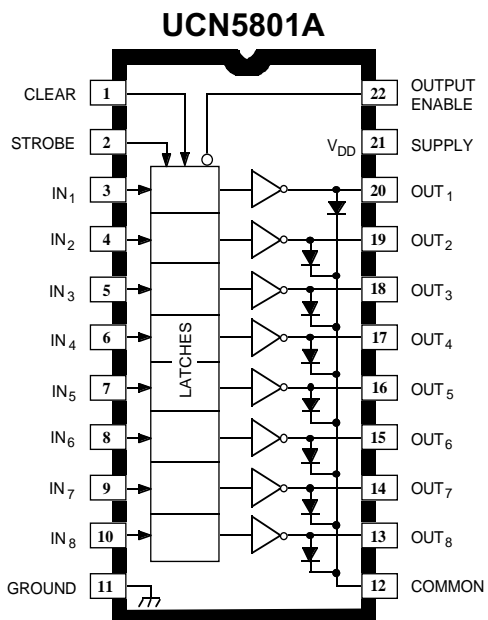 UCN5801A
CLEAR 1 22 OUTPUT ENABLE
STROBE 2 V_DD 21 SUPPLY
IN_1 3 20 OUT_1
IN_2 4 19 OUT_2
IN_3 5 18 OUT_3
IN_4 6 17 OUT_4
LATCHES
IN_5 7 16 OUT_5
IN_6 8 15 OUT_6
IN_7 9 14 OUT_7
IN_8 10 13 OUT_8
GROUND 11 12 COMMON